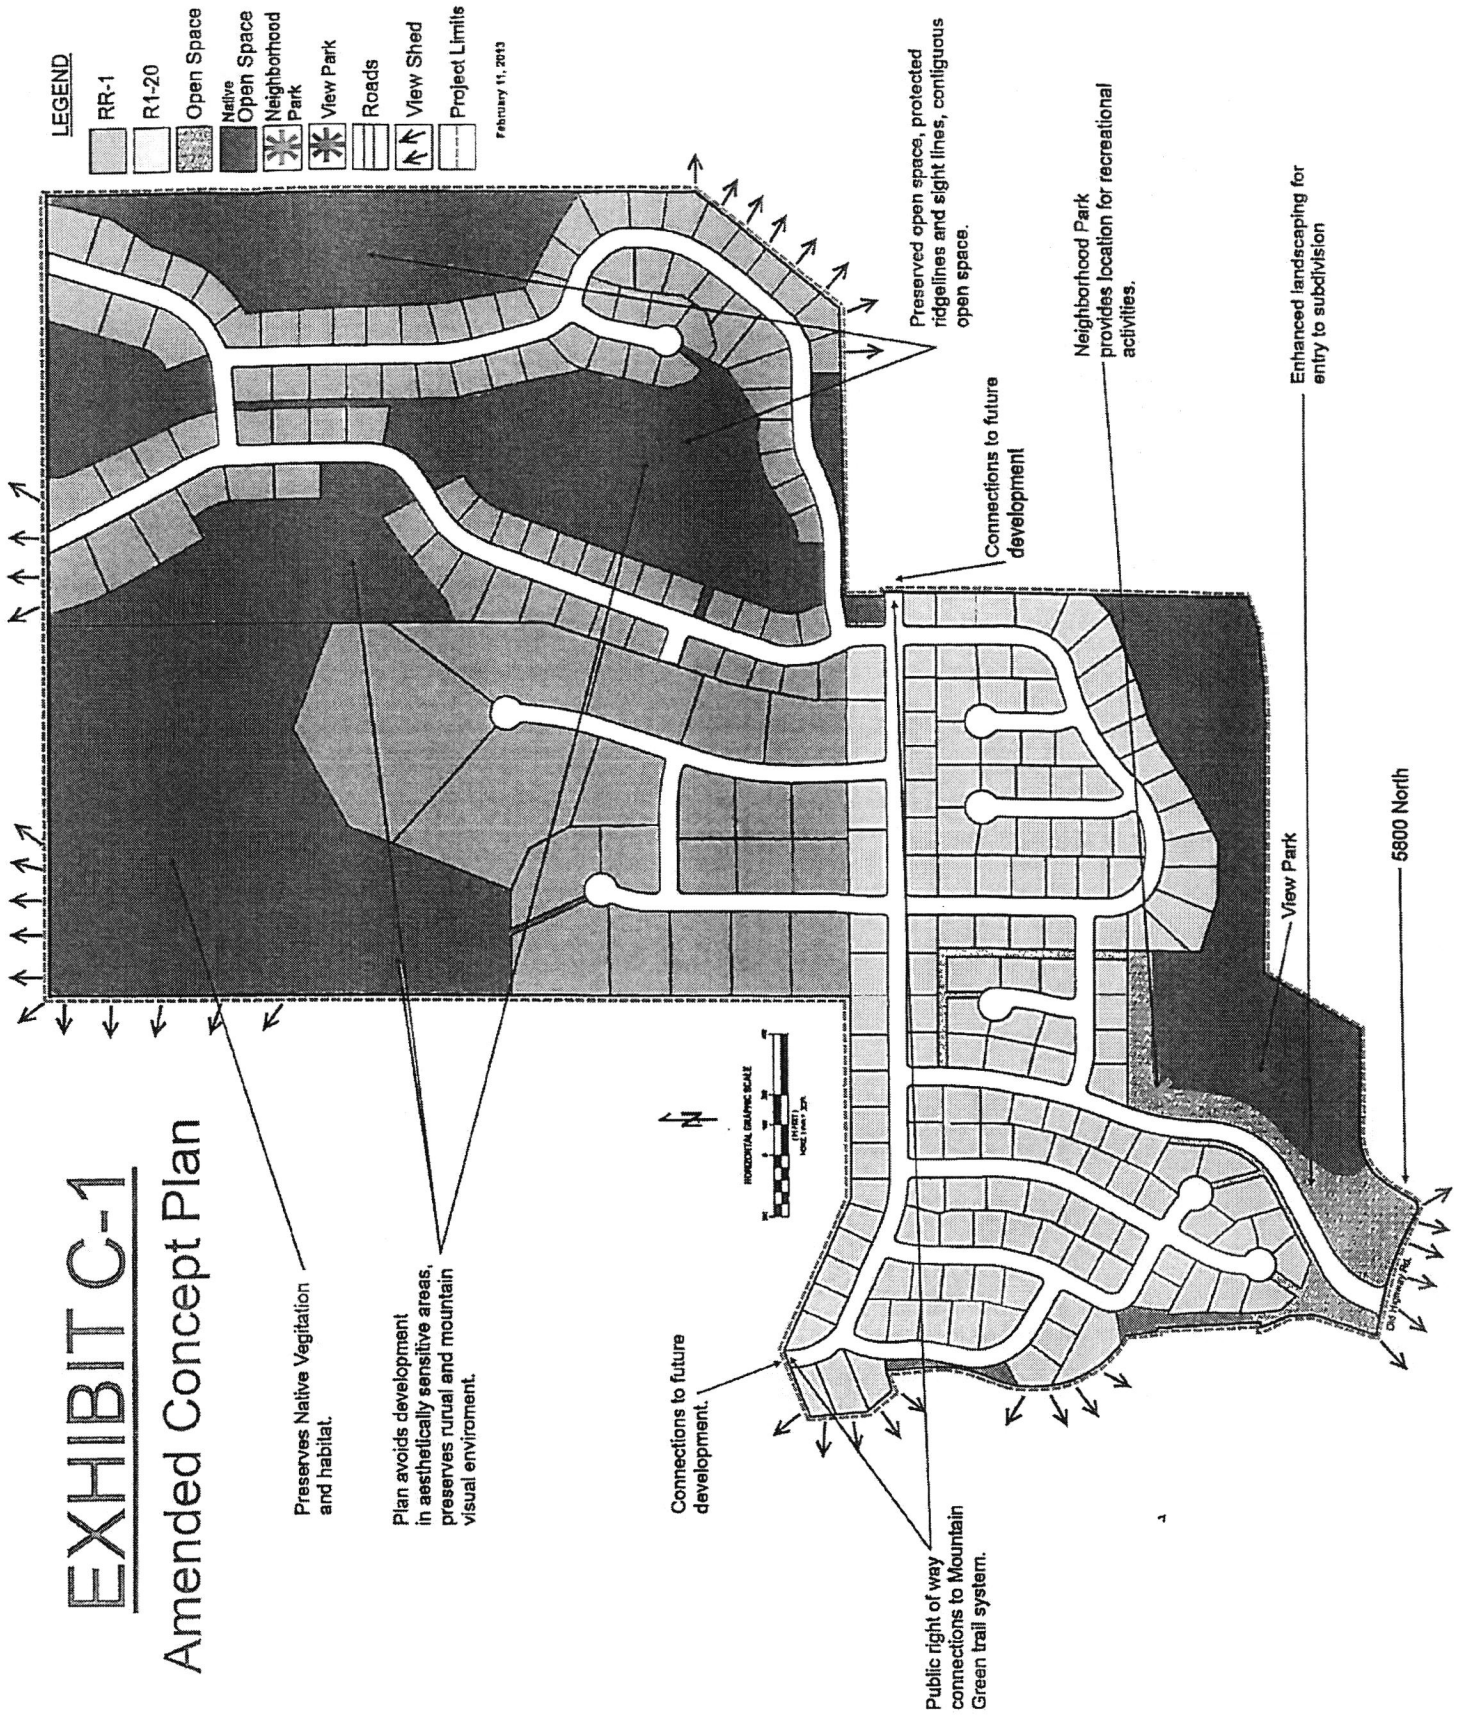 EXHIBIT C-1
Amended Concept Plan
Preserves Native Vegitation
and habitat.
Plan avoids development
in aesthetically sensitive areas,
preserves rurual and mountain
visual enviroment.
Connections to future
development.
Public right of way
connections to Mountain
Green trail system.
HORIZONTAL GRAPHIC SCALE
(IN FEET)
N
LEGEND
RR-1
R1-20
Open Space
Native
Open Space
Neighborhood
Park
View Park
Roads
View Shed
Project Limits
February 11, 2013
Preserved open space, protected
ridgelines and sight lines, contiguous
open space.
Connections to future
development
Neighborhood Park
provides location for recreational
activities.
Enhanced landscaping for
entry to subdivision
View Park
5800 North
Old Highway Rd.